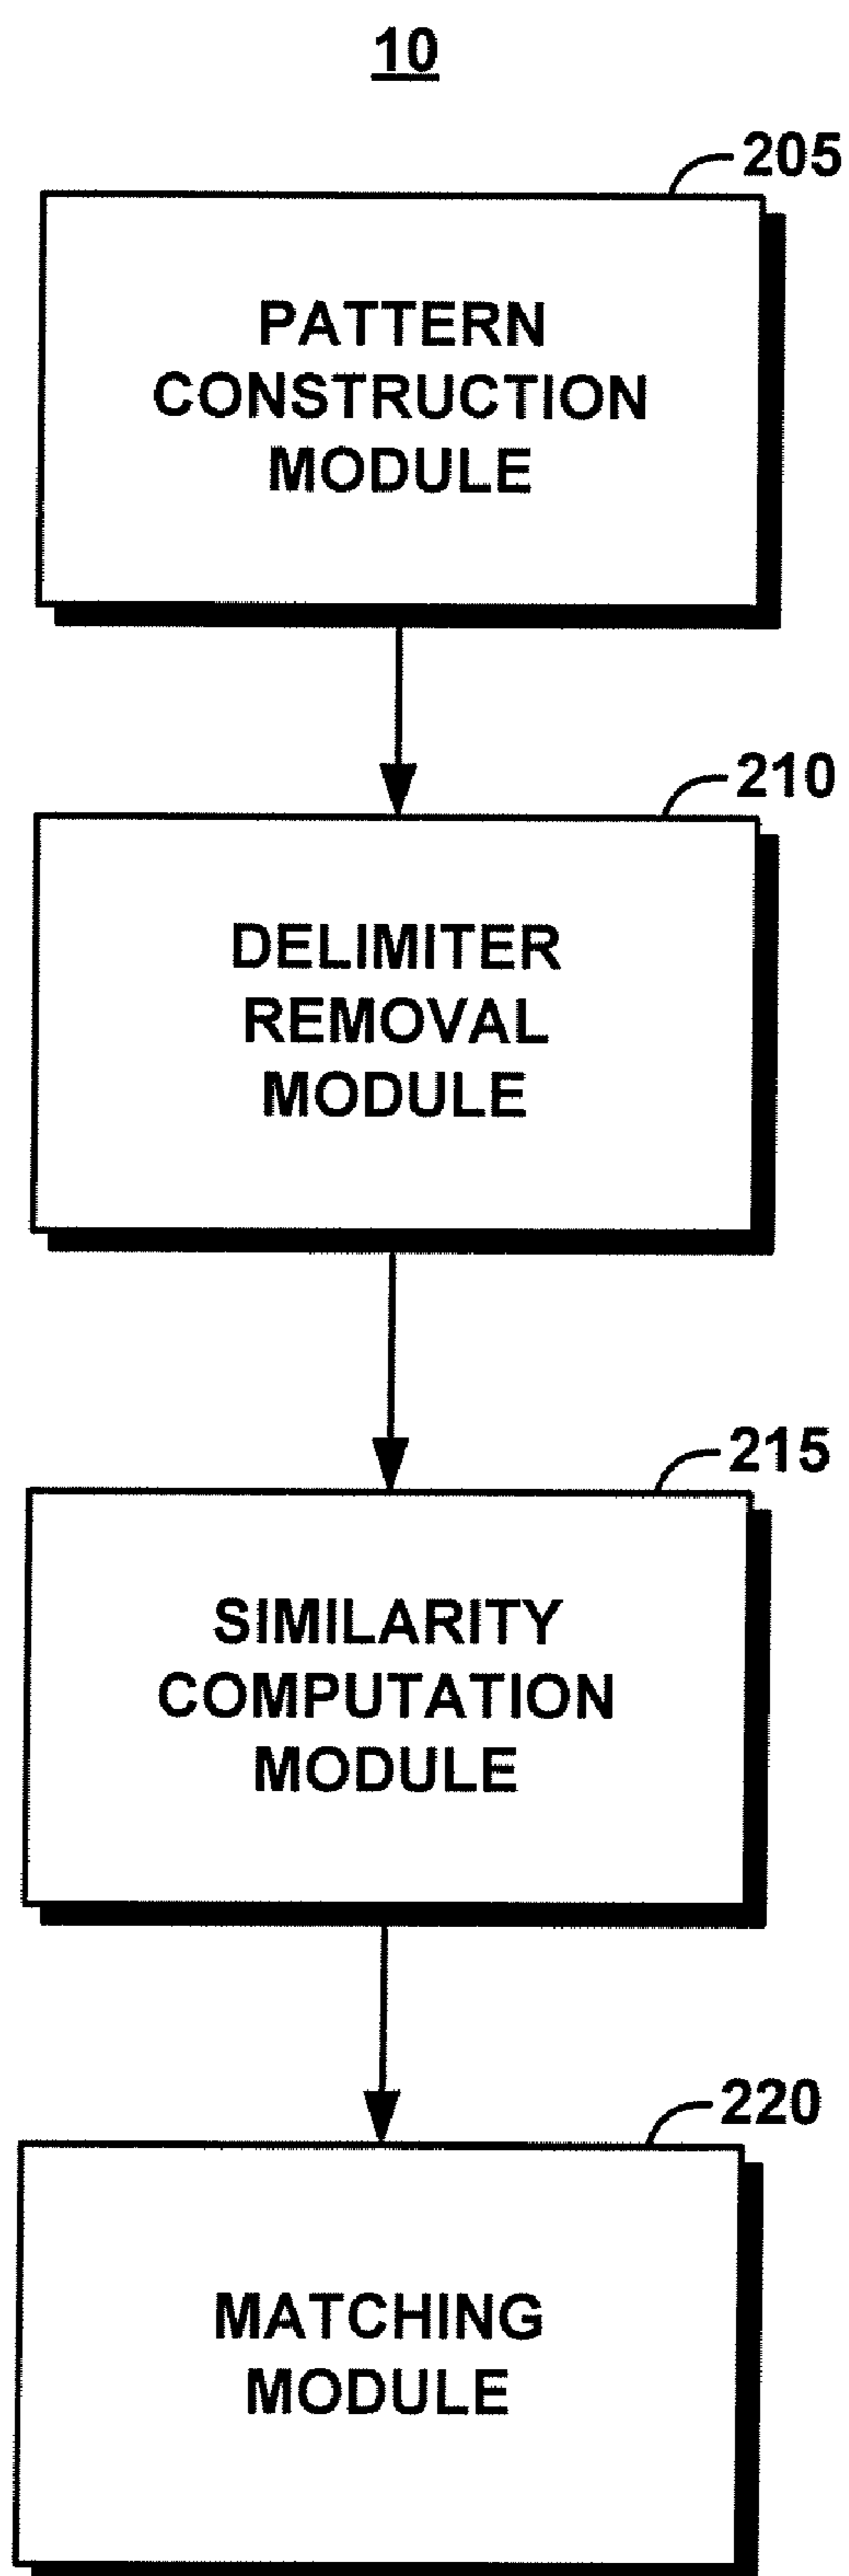 10
205
PATTERN
CONSTRUCTION
MODULE
210
DELIMITER
REMOVAL
MODULE
215
SIMILARITY
COMPUTATION
MODULE
220
MATCHING
MODULE